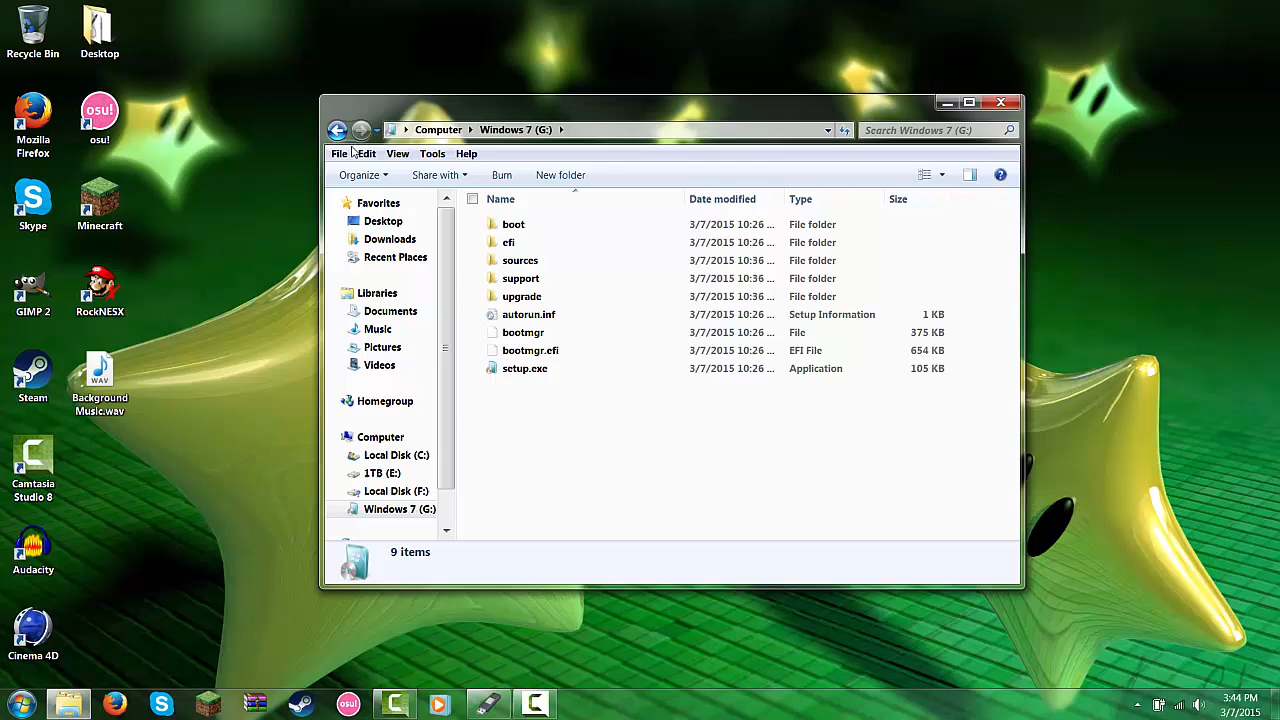 Recycle Bin
Desktop
Mozilla Firefox
osu!
osu!
Skype
Minecraft
GIMP 2
RockNESX
Steam
WAV
Background Music.wav
Camtasia Studio 8
Audacity
Cinema 4D
Computer Windows 7 (G:)
Search Windows 7 (G:)
File Edit View Tools Help
Organize Share with Burn New folder
Favorites
Desktop
Downloads
Recent Places
Libraries
Documents
Music
Pictures
Videos
Homegroup
Computer
Local Disk (C:)
1TB (E:)
Local Disk (F:)
Windows 7 (G:)
Name Date modified Type Size
boot 3/7/2015 10:26 ... File folder
efi 3/7/2015 10:26 ... File folder
sources 3/7/2015 10:36 ... File folder
support 3/7/2015 10:36 ... File folder
upgrade 3/7/2015 10:36 ... File folder
autorun.inf 3/7/2015 10:26 ... Setup Information 1 KB
bootmgr 3/7/2015 10:26 ... File 375 KB
bootmgr.efi 3/7/2015 10:26 ... EFI File 654 KB
setup.exe 3/7/2015 10:26 ... Application 105 KB
9 items
osu!
3:44 PM
3/7/2015